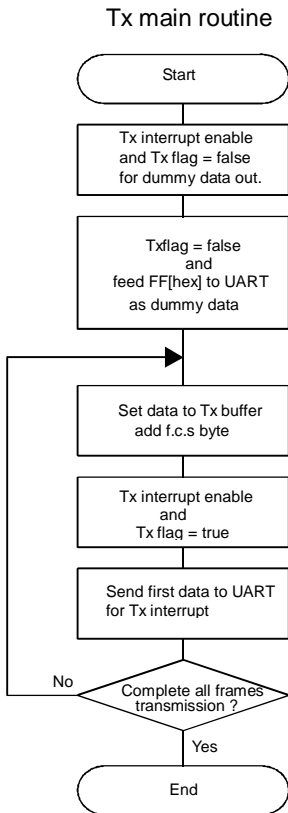 Tx main routine
Start
Tx interrupt enable
and Tx flag = false
for dummy data out.
Txflag = false
and
feed FF[hex] to UART
as dummy data
Set data to Tx buffer
add f.c.s byte
Tx interrupt enable
and
Tx flag = true
Send first data to UART
for Tx interrupt
No
Complete all frames
transmission ?
Yes
End